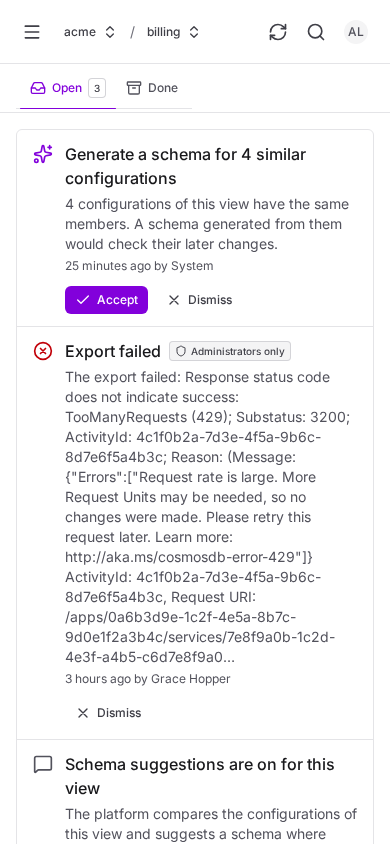 acme / billing AL
Open 3 Done
Generate a schema for 4 similar
configurations
4 configurations of this view have the same
members. A schema generated from them
would check their later changes.
25 minutes ago by System
Accept Dismiss
Export failed Administrators only
The export failed: Response status code
does not indicate success:
TooManyRequests (429); Substatus: 3200;
ActivityId: 4c1f0b2a-7d3e-4f5a-9b6c-
8d7e6f5a4b3c; Reason: (Message:
{"Errors":["Request rate is large. More
Request Units may be needed, so no
changes were made. Please retry this
request later. Learn more:
http://aka.ms/cosmosdb-error-429"]}
ActivityId: 4c1f0b2a-7d3e-4f5a-9b6c-
8d7e6f5a4b3c, Request URI:
/apps/0a6b3d9e-1c2f-4e5a-8b7c-
9d0e1f2a3b4c/services/7e8f9a0b-1c2d-
4e3f-a4b5-c6d7e8f9a0...
3 hours ago by Grace Hopper
Dismiss
Schema suggestions are on for this
view
The platform compares the configurations of
this view and suggests a schema where